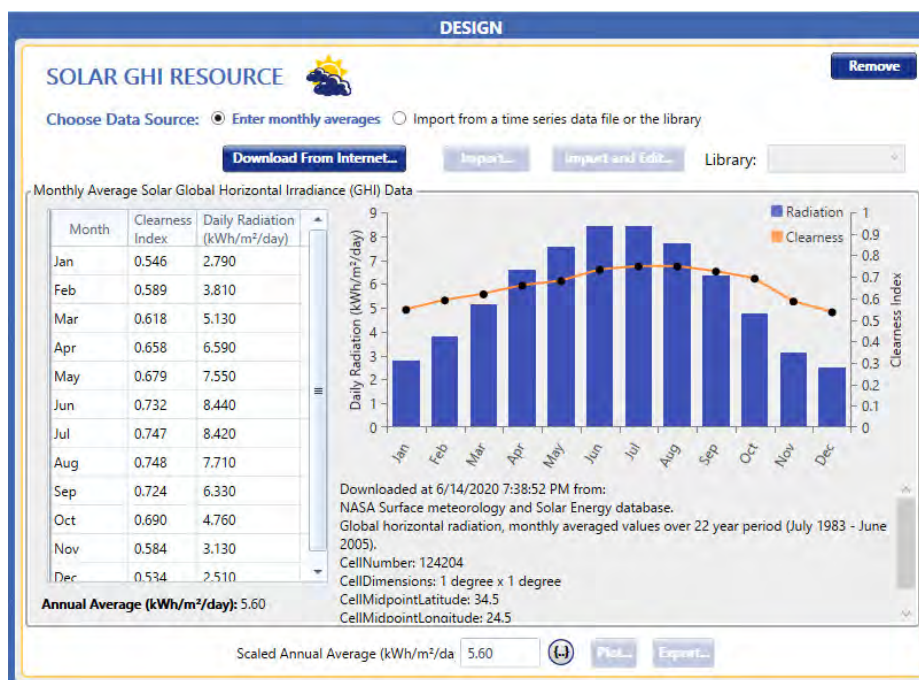 DESIGN
SOLAR GHI RESOURCE
Remove
Choose Data Source: Enter monthly averages Import from a time series data file or the library
Download From Internet... Import... Import and Edit... Library:
Monthly Average Solar Global Horizontal Irradiance (GHI) Data
Month Clearness Index Daily Radiation (kWh/m²/day)
Jan 0.546 2.790
Feb 0.589 3.810
Mar 0.618 5.130
Apr 0.658 6.590
May 0.679 7.550
Jun 0.732 8.440
Jul 0.747 8.420
Aug 0.748 7.710
Sep 0.724 6.330
Oct 0.690 4.760
Nov 0.584 3.130
Dec 0.534 2.510
Annual Average (kWh/m²/day): 5.60
Daily Radiation (kWh/m²/day)
9
8
7
6
5
4
3
2
1
0
Radiation
Clearness
1
0.9
0.8
0.7
0.6
0.5
0.4
0.3
0.2
0.1
0
Clearness Index
Jan Feb Mar Apr May Jun Jul Aug Sep Oct Nov Dec
Downloaded at 6/14/2020 7:38:52 PM from:
NASA Surface meteorology and Solar Energy database.
Global horizontal radiation, monthly averaged values over 22 year period (July 1983 - June
2005).
CellNumber: 124204
CellDimensions: 1 degree x 1 degree
CellMidpointLatitude: 34.5
CellMidpointLongitude: 24.5
Scaled Annual Average (kWh/m²/da 5.60 {..} Plot... Export...